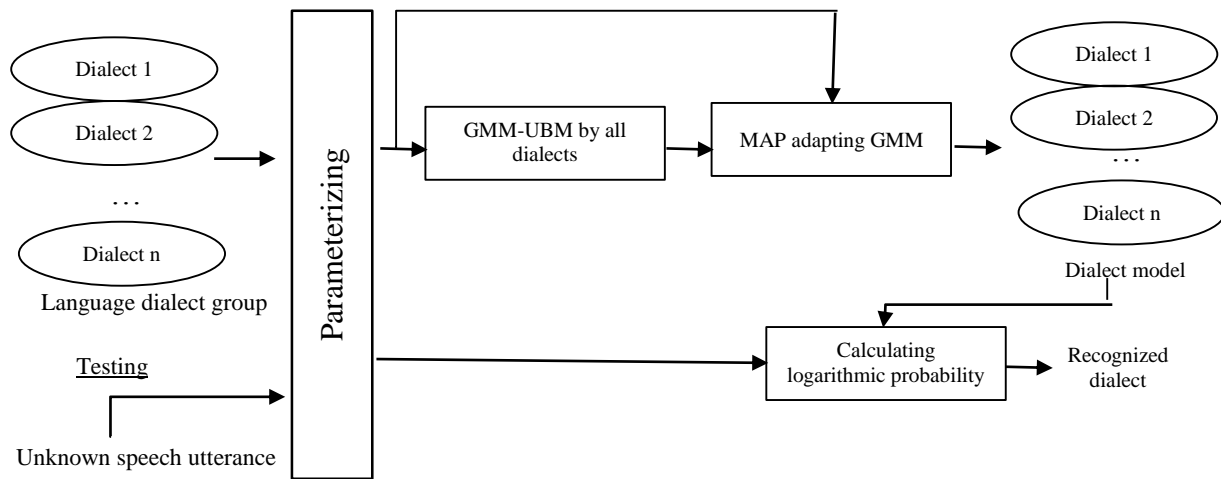 Dialect 1
Dialect 2
...
Dialect n
Language dialect group
Testing
Unknown speech utterance
Parameterizing
GMM-UBM by all
dialects
MAP adapting GMM
Dialect 1
Dialect 2
...
Dialect n
Dialect model
Calculating
logarithmic probability
Recognized
dialect